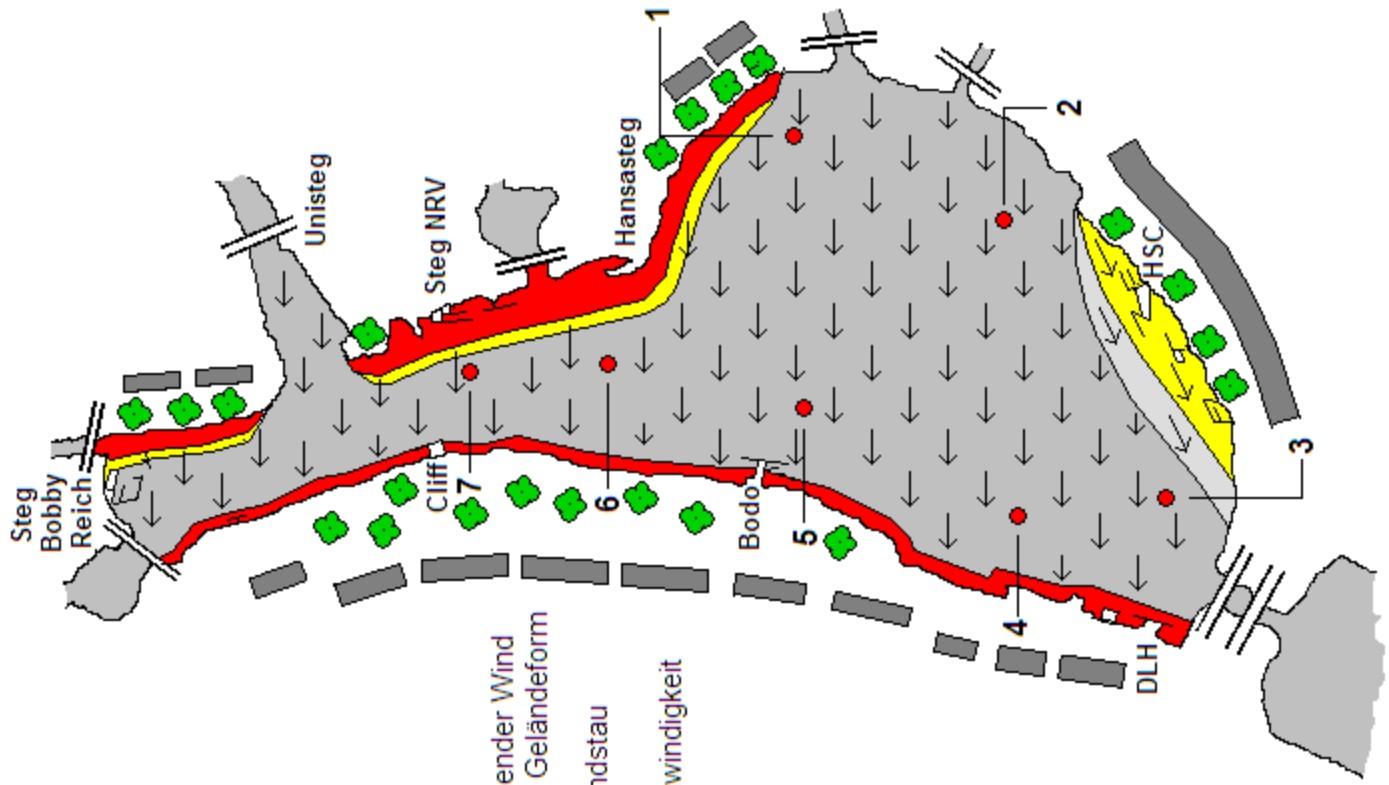 Steg
Bobby
Reich
Unisteg
Steg NRV
Hansasteg
1
2
HSC
3
Cliff
7
6
Bodo
5
4
DLH
ender Wind
Geländeform
ndstau
windigkeit